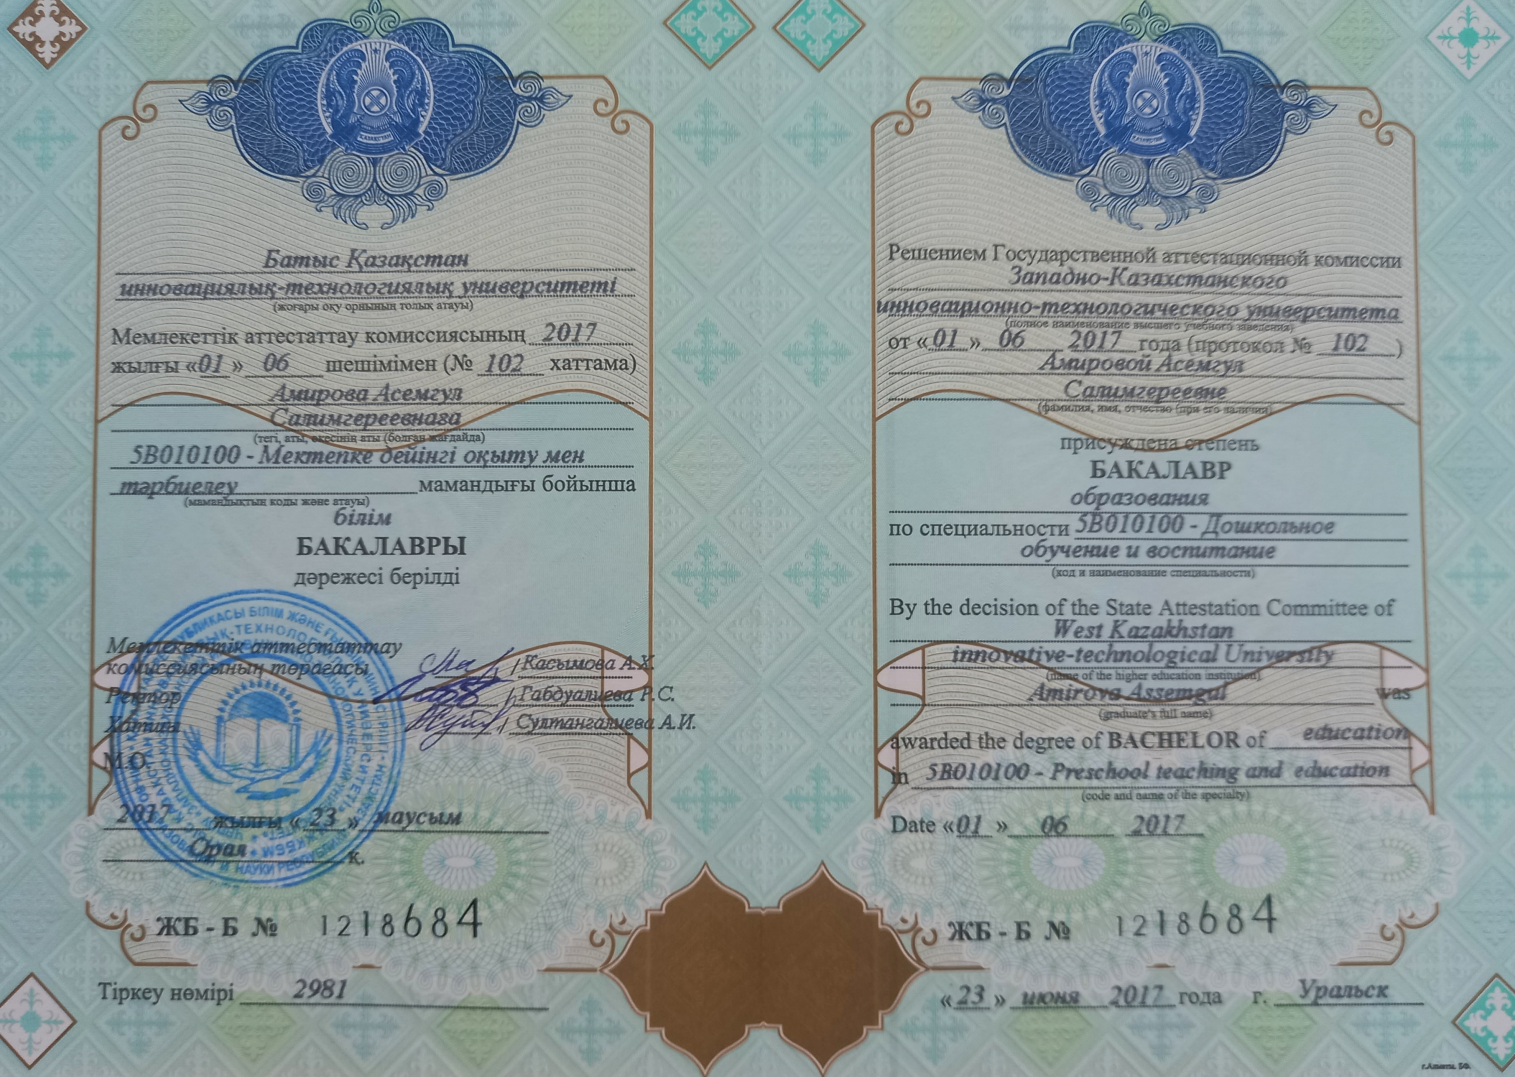 Батыс Қазақстан
инновациялық-технологиялық университеті
(жоғары оқу орнының толық атауы)
Мемлекеттік аттестаттау комиссиясының 2017
жылғы «01» 06 шешімімен (№ 102 хаттама)
Амирова Асемгул
Салимгереевнаға
(тегі, аты, әкесінің аты (болған жағдайда)
5В010100 - Мектепке дейінгі оқыту мен
тәрбиелеу мамандығы бойынша
(мамандықтың коды және атауы)
білім
БАКАЛАВРЫ
дәрежесі берілді
Мемлекеттік аттестаттау
комиссиясының төрағасы / Касымова А.Х.
Ректор / Габдуалиева Р.С.
Хатшы / Султангалиева А.И.
М.О.
2017 жылғы «23» маусым
Орал қ.
ЖБ - Б № 1218684
Тіркеу нөмірі 2981
Решением Государственной аттестационной комиссии
Западно-Казахстанского
инновационно-технологического университета
(полное наименование высшего учебного заведения)
от «01» 06 2017 года (протокол № 102)
Амировой Асемгул
Салимгереевне
(фамилия, имя, отчество (при его наличии)
присуждена степень
БАКАЛАВР
образования
по специальности 5В010100 - Дошкольное
обучение и воспитание
(код и наименование специальности)
By the decision of the State Attestation Committee of
West Kazakhstan
innovative-technological University
(name of the higher education institution)
Amirova Assemgul was
(graduate's full name)
awarded the degree of BACHELOR of education
in 5B010100 - Preschool teaching and education
(code and name of the specialty)
Date «01» 06 2017
ЖБ - Б № 1218684
«23» июня 2017 года г. Уральск